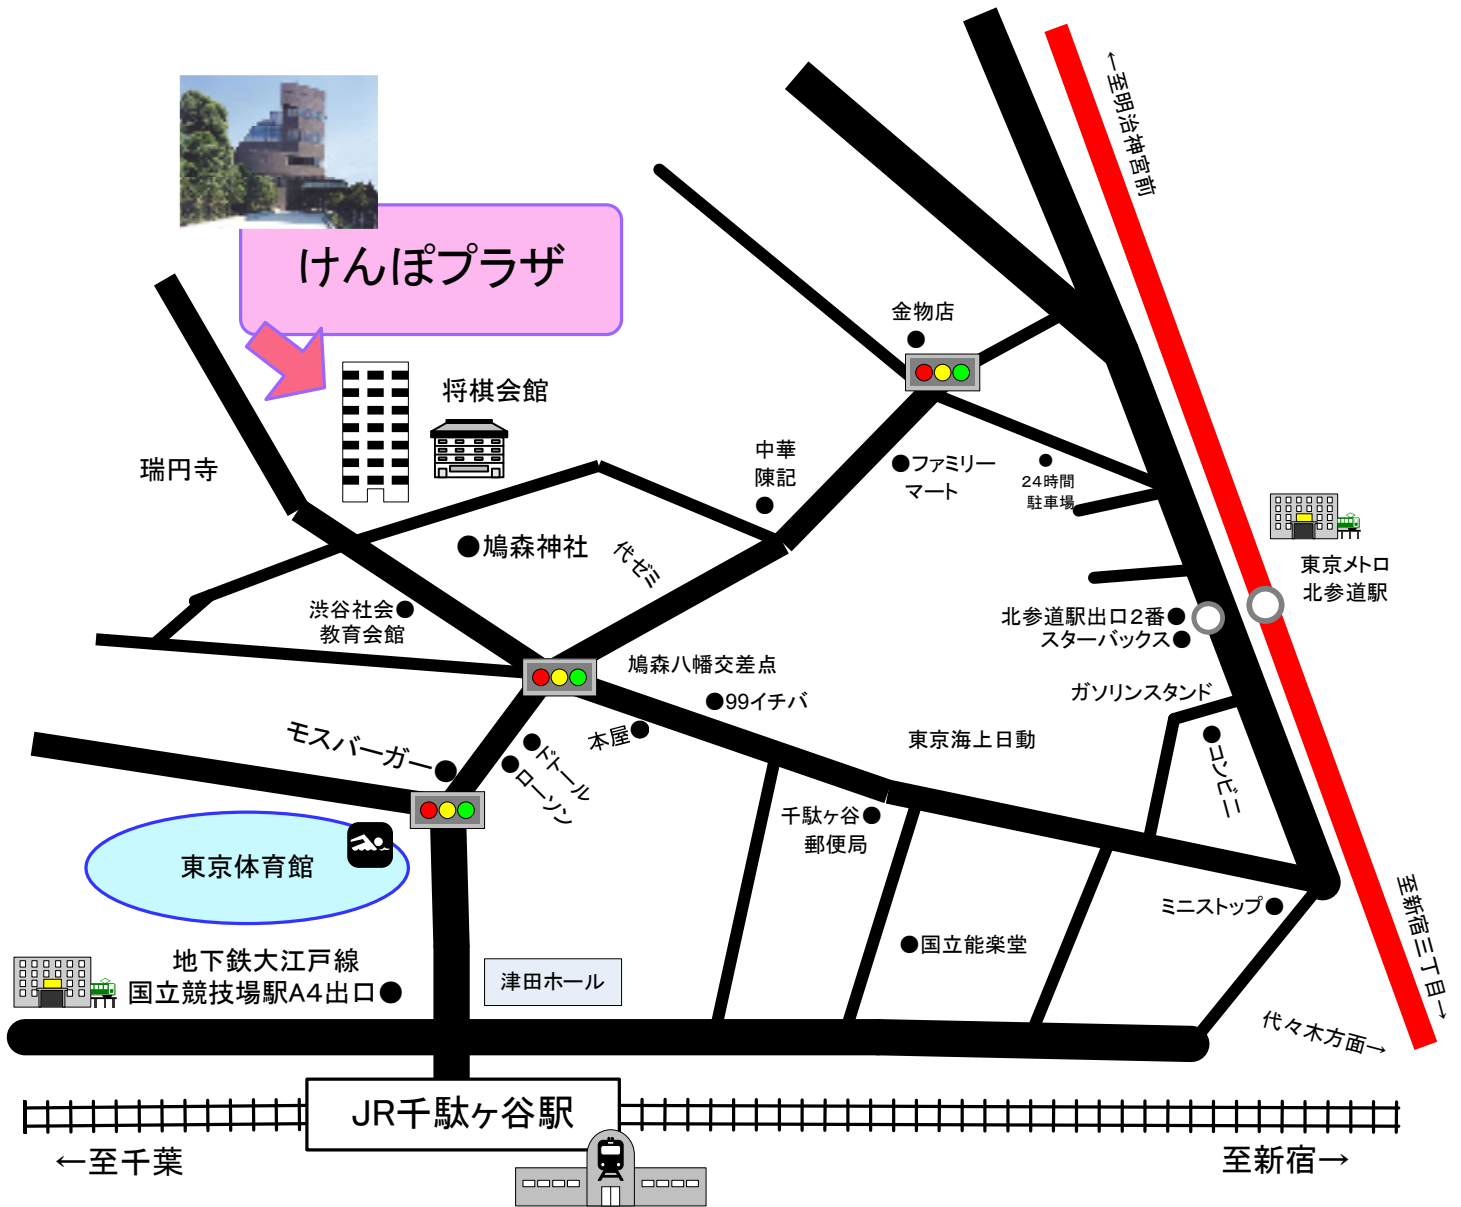 ←至明治神宮前
けんぽプラザ
金物店
将棋会館
瑞円寺
中華
陳記
●ファミリー
マート
24時間
駐車場
●鳩森神社
代ゼミ
東京メトロ
北参道駅
渋谷社会●
教育会館
北参道駅出口2番●
スターバックス●
鳩森八幡交差点
●99イチバ
ガソリンスタンド
モスバーガー●
●ドトール
●ローソン
本屋●
東京海上日動
●コンビニ
千駄ヶ谷●
郵便局
東京体育館
ミニストップ●
●国立能楽堂
至新宿三丁目→
地下鉄大江戸線
国立競技場駅A4出口●
津田ホール
代々木方面→
JR千駄ヶ谷駅
←至千葉
至新宿→